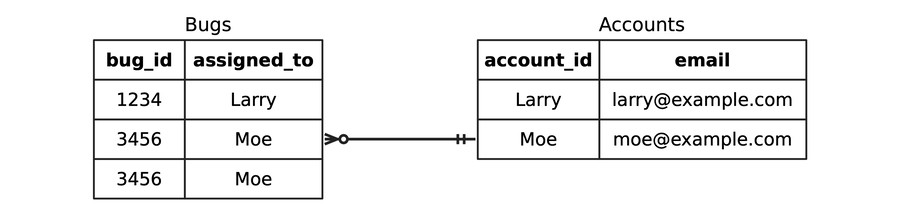 Bugs
bug_id assigned_to
1234 Larry
3456 Moe
3456 Moe
Accounts
account_id email
Larry larry@example.com
Moe moe@example.com